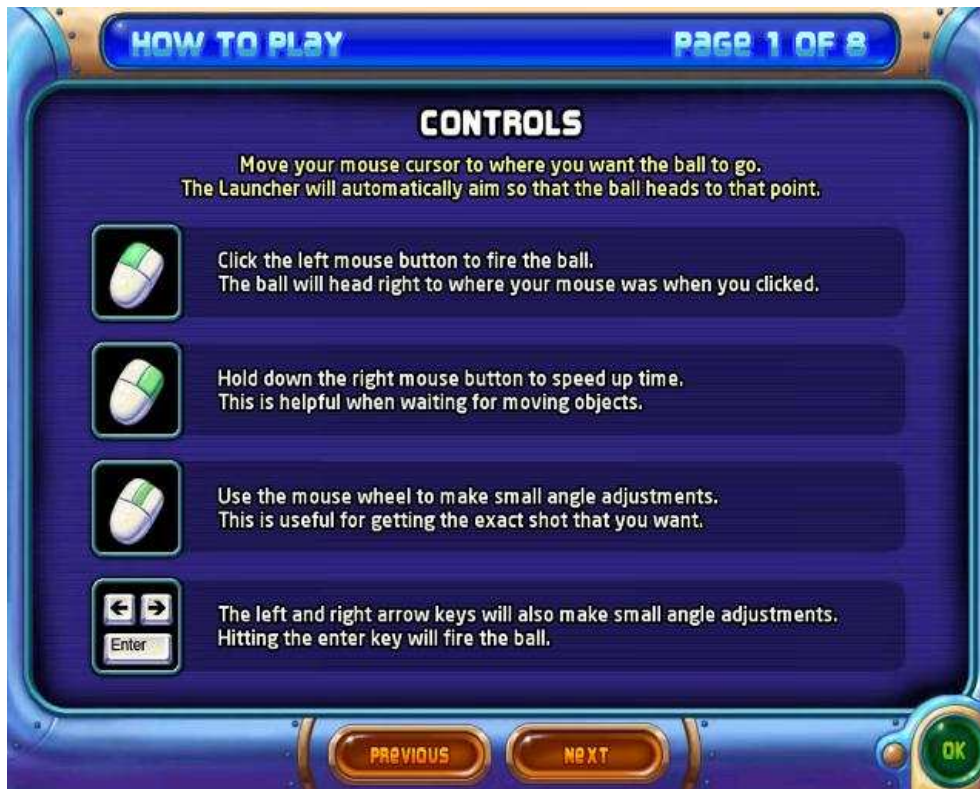 HOW TO PLAY
PAGE 1 OF 8
CONTROLS
Move your mouse cursor to where you want the ball to go.
The Launcher will automatically aim so that the ball heads to that point.
Click the left mouse button to fire the ball.
The ball will head right to where your mouse was when you clicked.
Hold down the right mouse button to speed up time.
This is helpful when waiting for moving objects.
Use the mouse wheel to make small angle adjustments.
This is useful for getting the exact shot that you want.
Enter
The left and right arrow keys will also make small angle adjustments.
Hitting the enter key will fire the ball.
PREVIOUS
NEXT
OK